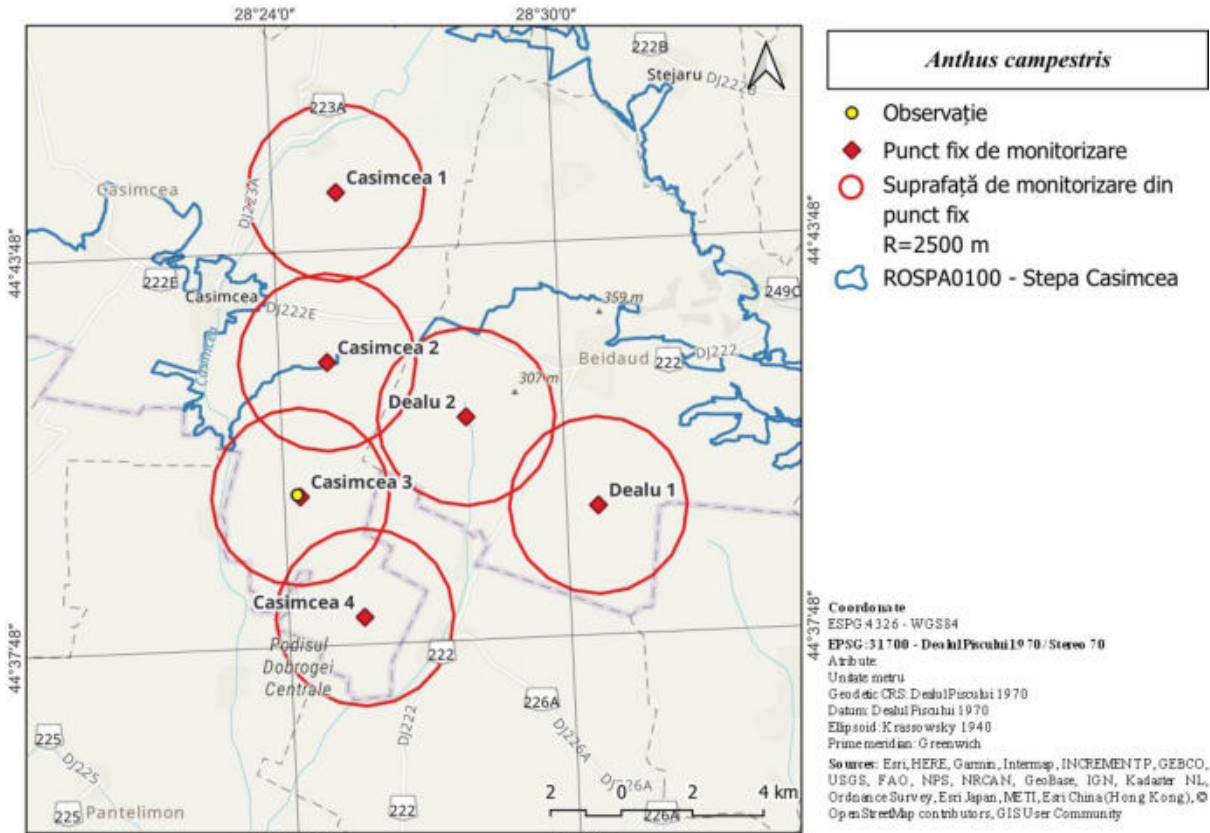 28°24'0"
28°30'0"
222B
Stejaru
DJ222B
223A
Casimcea 1
Casimcea
DJ223A
44°43'48"
44°43'48"
222E
249C
Casimcea
DJ222E
359 m
Casimcea
Casimcea 2
Beidaud
222
DJ222
307 m
Dealu 2
Casimcea 3
Dealu 1
Casimcea 4
44°37'48"
44°37'48"
Podisul
Dobrogei
Centrale
222
226A
225
DJ225
DJ222
DJ226A
DJ226A
Pantelimon
225
222
226A
2 0 2 4 km
Anthus campestris
Observație
Punct fix de monitorizare
Suprafață de monitorizare din
punct fix
R=2500 m
ROSPA0100 - Stepa Casimcea
Coordonate
ESPG:4326 - WGS84
EPSG:31700 - Dealul Piscului 1970/ Stereo 70
Atribute
Unitate metru
Geodetic CRS: Dealul Piscului 1970
Datum: Dealul Piscului 1970
Ellipsoid: Krassowsky 1940
Prime meridian: Greenwich
Sources: Esri, HERE, Garmin, Intermap, INCREMENT P, GEBCO,
USGS, FAO, NPS, NRCAN, GeoBase, IGN, Kadaster NL,
Ordnance Survey, Esri Japan, METI, Esri China (Hong Kong), ©
OpenStreetMap contributors, GIS User Community